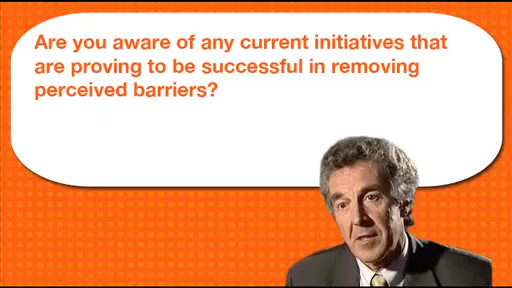 Are you aware of any current initiatives that
are proving to be successful in removing
perceived barriers?